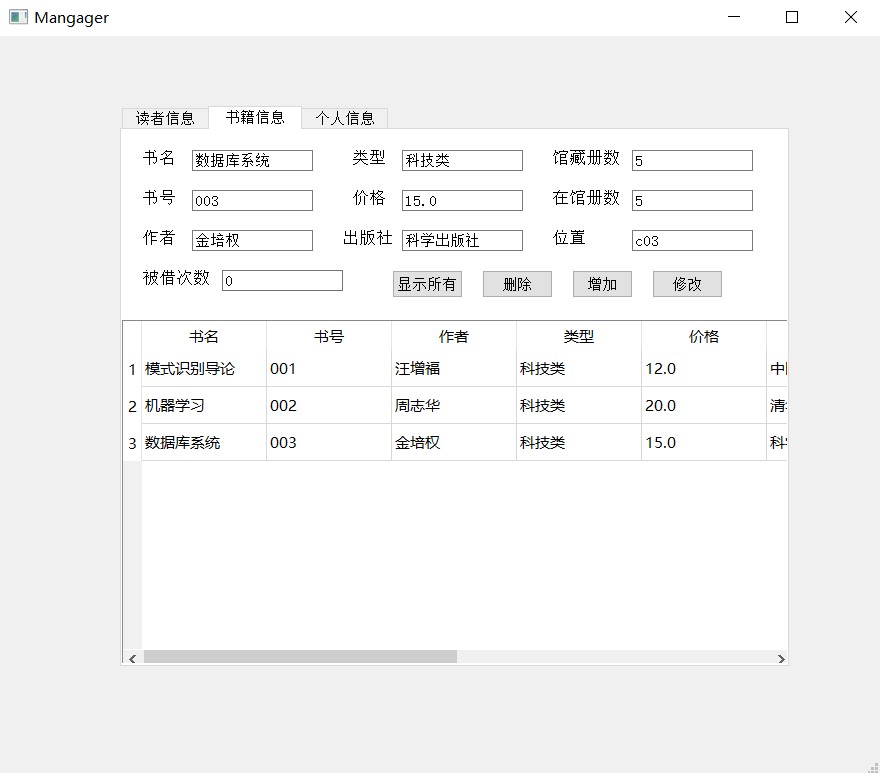 Mangager
读者信息 书籍信息 个人信息
书名 数据库系统 类型 科技类 馆藏册数 5
书号 003 价格 15.0 在馆册数 5
作者 金培权 出版社 科学出版社 位置 c03
被借次数 0 显示所有 删除 增加 修改
书名 书号 作者 类型 价格
1 模式识别导论 001 汪增福 科技类 12.0 中
2 机器学习 002 周志华 科技类 20.0 清
3 数据库系统 003 金培权 科技类 15.0 科